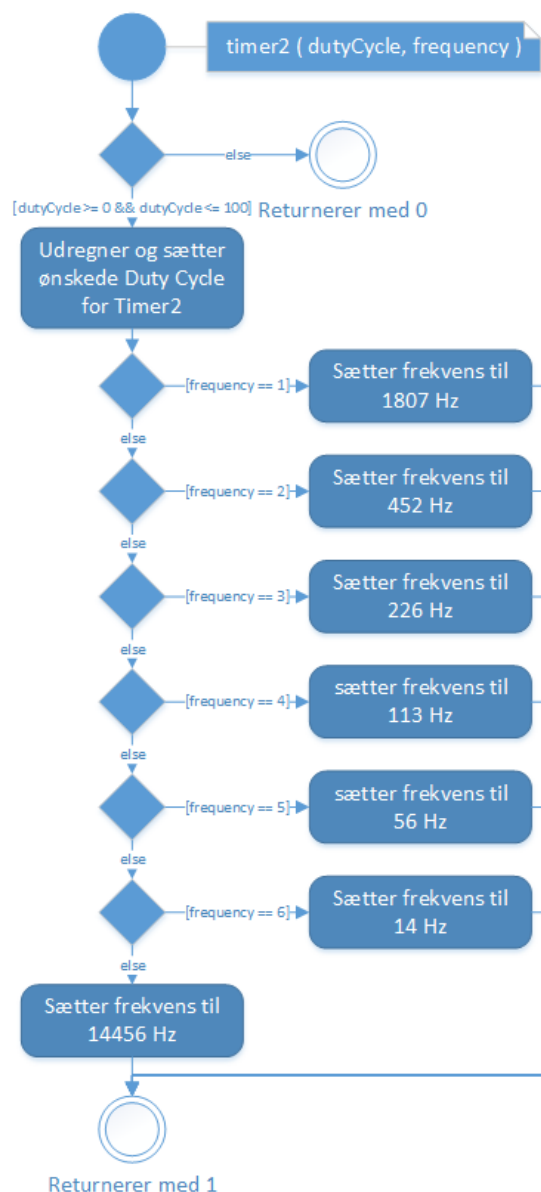 timer2 ( dutyCycle, frequency )
else
[dutyCycle >= 0 && dutyCycle <= 100]
Returnerer med 0
Udregner og sætter
ønskede Duty Cycle
for Timer2
[frequency == 1]
Sætter frekvens til
1807 Hz
else
[frequency == 2]
Sætter frekvens til
452 Hz
else
[frequency == 3]
Sætter frekvens til
226 Hz
else
[frequency == 4]
sætter frekvens til
113 Hz
else
[frequency == 5]
sætter frekvens til
56 Hz
else
[frequency == 6]
Sætter frekvens til
14 Hz
else
Sætter frekvens til
14456 Hz
Returnerer med 1